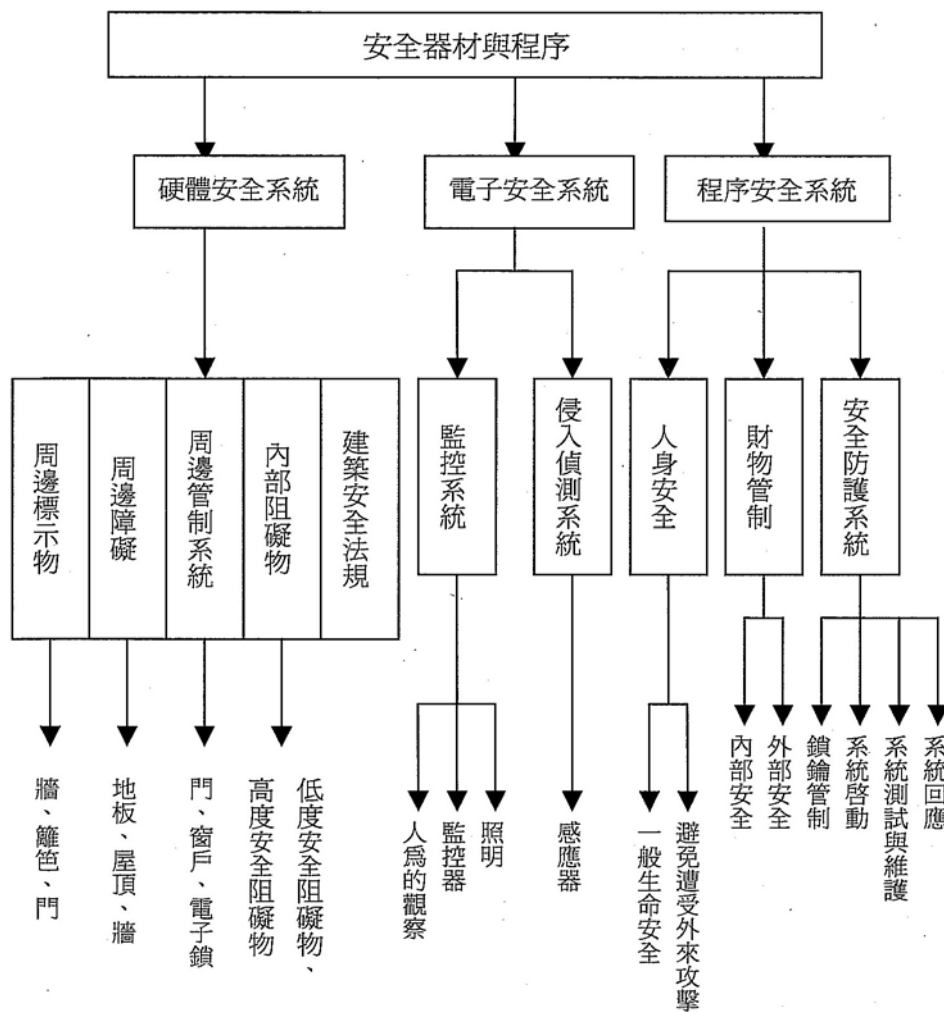 安全器材與程序
硬體安全系統
電子安全系統
程序安全系統
周邊標示物
周邊障礙
周邊管制系統
內部阻礙物
建築安全法規
監控系統
侵入偵測系統
人身安全
財物管制
安全防護系統
牆、籬笆、門
地板、屋頂、牆
門、窗戶、電子鎖
低度安全阻礙物、
高度安全阻礙物
人爲的觀察
監控器
照明
感應器
一般生命安全
避免遭受外來攻擊
內部安全
外部安全
鎖鑰管制
系統啓動
系統測試與維護
系統回應